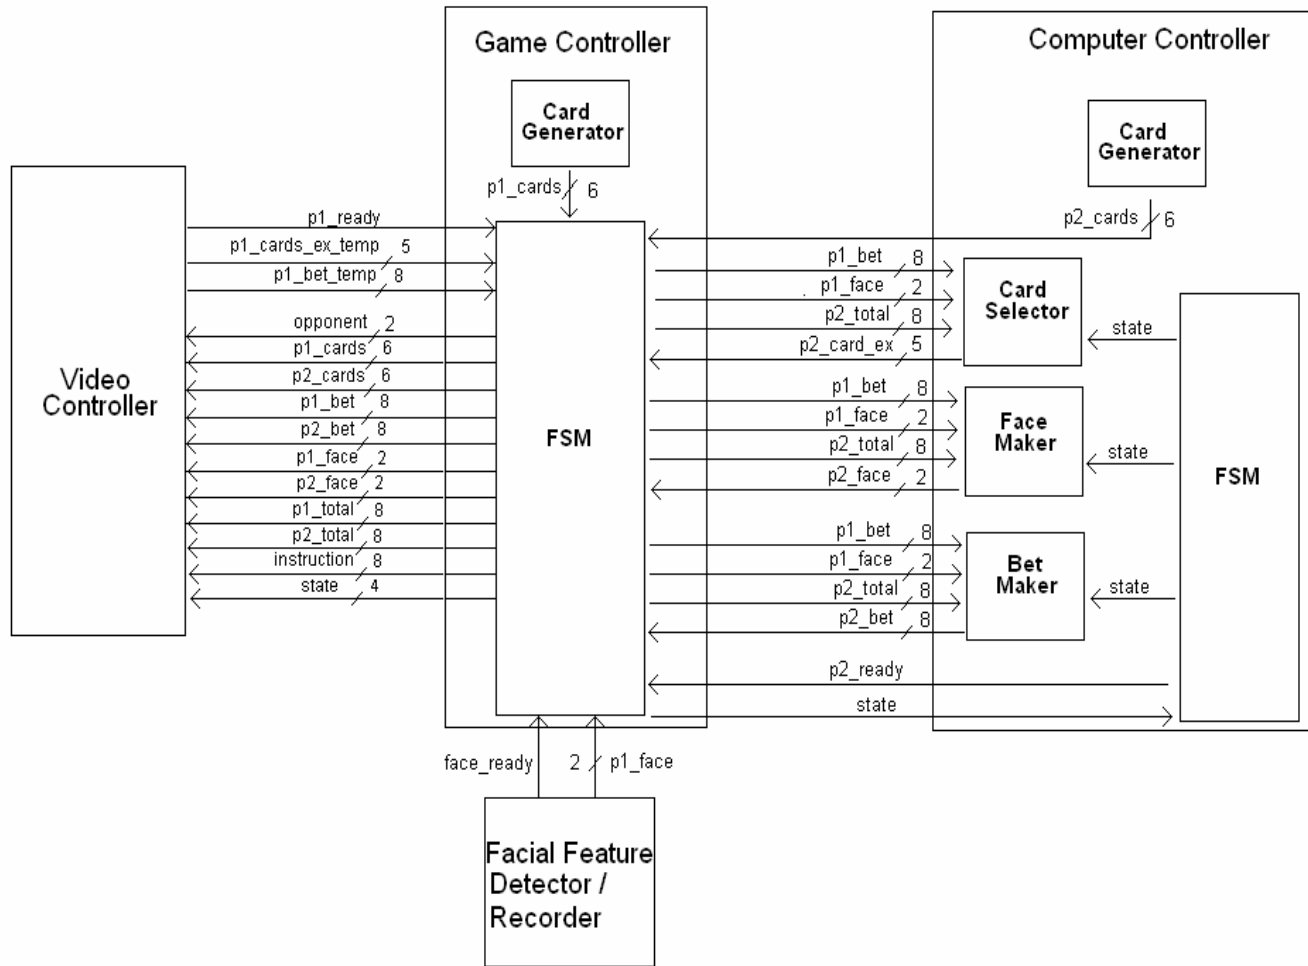 Game Controller
Card
Generator
p1_cards
6
Computer Controller
Card
Generator
p2_cards
6
Video
Controller
p1_ready
p1_cards_ex_temp
5
p1_bet_temp
8
opponent
2
p1_cards
6
p2_cards
6
p1_bet
8
p2_bet
8
p1_face
2
p2_face
2
p1_total
8
p2_total
8
instruction
8
state
4
FSM
p1_bet
8
p1_face
2
p2_total
8
p2_card_ex
5
Card
Selector
state
p1_bet
8
p1_face
2
p2_total
8
p2_face
2
Face
Maker
state
FSM
p1_bet
8
p1_face
2
p2_total
8
p2_bet
8
Bet
Maker
state
p2_ready
state
face_ready
2
p1_face
Facial Feature
Detector /
Recorder